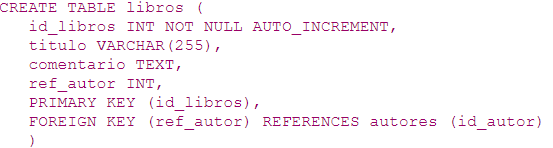 CREATE TABLE libros (
id_libros INT NOT NULL AUTO_INCREMENT,
titulo VARCHAR(255),
comentario TEXT,
ref_autor INT,
PRIMARY KEY (id_libros),
FOREIGN KEY (ref_autor) REFERENCES autores (id_autor)
)